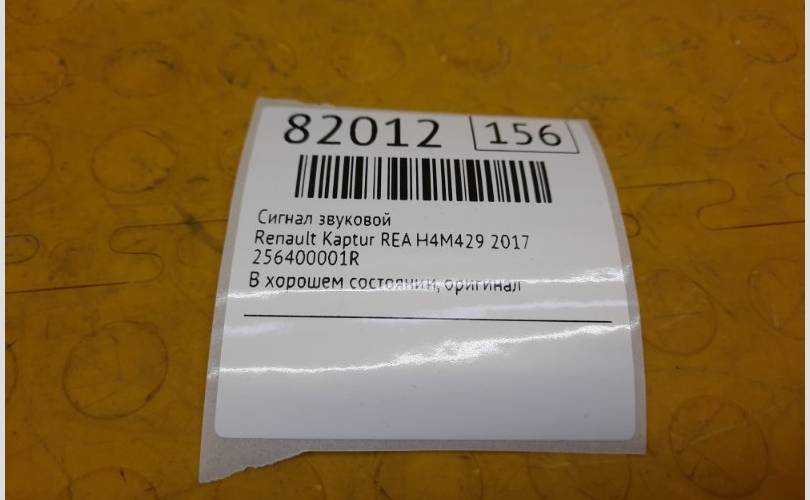 82012 156
Сигнал звуковой
Renault Kaptur REA H4M429 2017
256400001R
В хорошем состоянии, оригинал